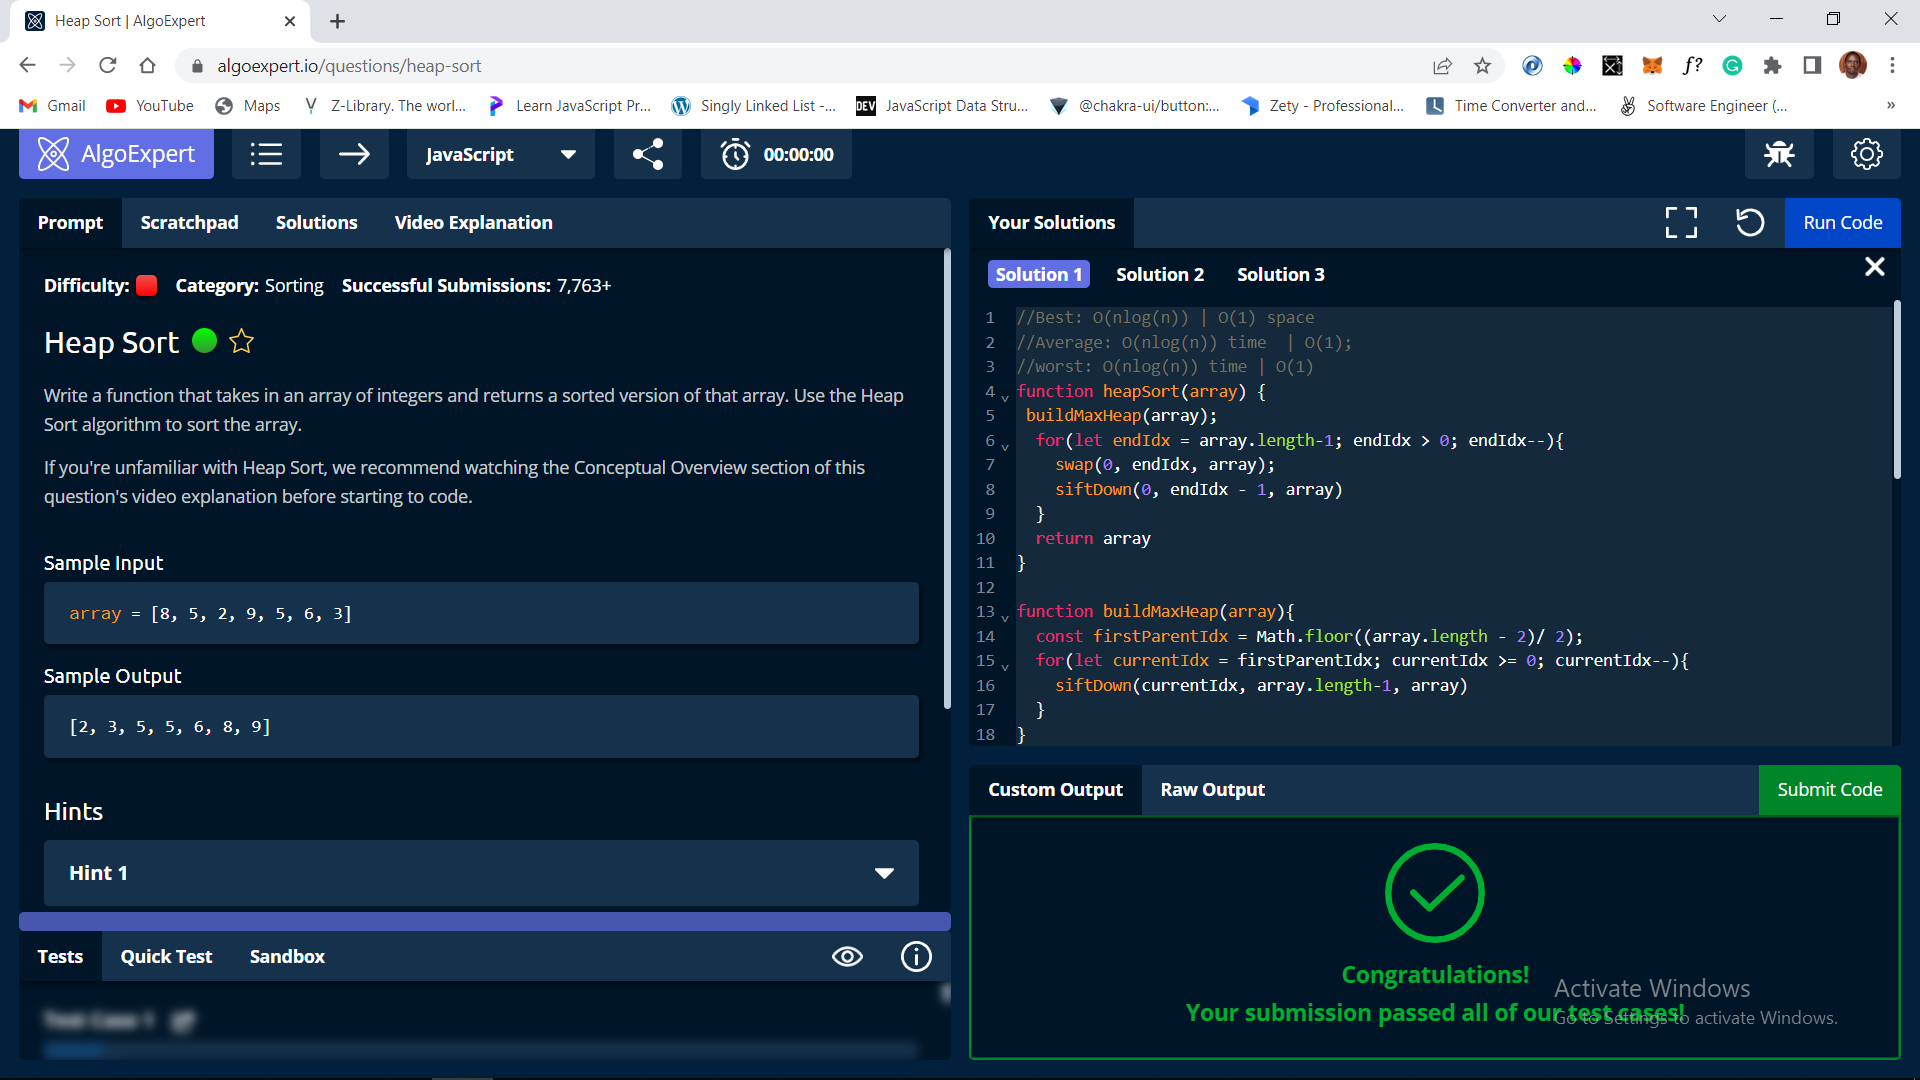 Heap Sort | AlgoExpert
algoexpert.io/questions/heap-sort
f?
Gmail
YouTube
Maps
Z-Library. The worl...
Learn JavaScript Pr...
Singly Linked List -...
DEV
JavaScript Data Stru...
@chakra-ui/button:...
Zety - Professional...
L
Time Converter and...
Software Engineer (...
»
AlgoExpert
JavaScript
00:00:00
Prompt
Scratchpad
Solutions
Video Explanation
Difficulty:
Category: Sorting
Successful Submissions: 7,763+
Heap Sort
Write a function that takes in an array of integers and returns a sorted version of that array. Use the Heap
Sort algorithm to sort the array.
If you're unfamiliar with Heap Sort, we recommend watching the Conceptual Overview section of this
question's video explanation before starting to code.
Sample Input
array = [8, 5, 2, 9, 5, 6, 3]
Sample Output
[2, 3, 5, 5, 6, 8, 9]
Hints
Hint 1
Tests
Quick Test
Sandbox
Test Case 1
Your Solutions
Run Code
Solution 1
Solution 2
Solution 3
1 //Best: O(nlog(n)) | O(1) space
2 //Average: O(nlog(n)) time  | O(1);
3 //worst: O(nlog(n)) time | O(1)
4 function heapSort(array) {
5  buildMaxHeap(array);
6   for(let endIdx = array.length-1; endIdx > 0; endIdx--){
7     swap(0, endIdx, array);
8     siftDown(0, endIdx - 1, array)
9   }
10   return array
11 }
12
13 function buildMaxHeap(array){
14   const firstParentIdx = Math.floor((array.length - 2)/ 2);
15   for(let currentIdx = firstParentIdx; currentIdx >= 0; currentIdx--){
16     siftDown(currentIdx, array.length-1, array)
17   }
18 }
Custom Output
Raw Output
Submit Code
Congratulations!
Your submission passed all of our test cases!
Activate Windows
Go to Settings to activate Windows.